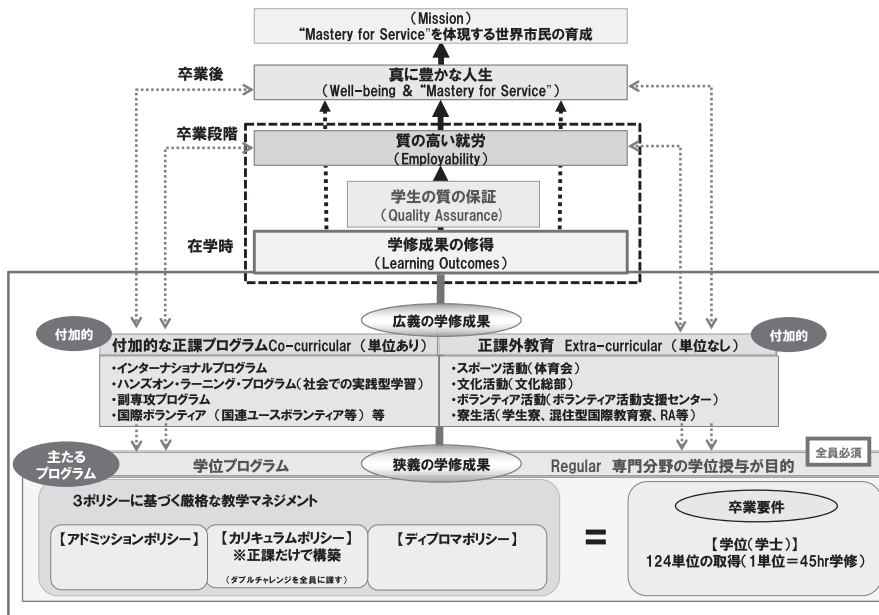 （Mission）
“Mastery for Service”を体現する世界市民の育成
卒業後
真に豊かな人生
（Well-being & “Mastery for Service”）
卒業段階
質の高い就労
（Employability）
学生の質の保証
（Quality Assurance）
在学時
学修成果の修得
（Learning Outcomes）
広義の学修成果
付加的
付加的
付加的な正課プログラムCo-curricular（単位あり）
正課外教育 Extra-curricular（単位なし）
・インターナショナルプログラム
・ハンズオン・ラーニング・プログラム（社会での実践型学習）
・副専攻プログラム
・国際ボランティア（国連ユースボランティア等）等
・スポーツ活動（体育会）
・文化活動（文化総部）
・ボランティア活動（ボランティア活動支援センター）
・寮生活（学生寮、混住型国際教育寮、RA等）
主たる
プログラム
学位プログラム
狭義の学修成果
Regular 専門分野の学位授与が目的
全員必須
３ポリシーに基づく厳格な教学マネジメント
【アドミッションポリシー】
【カリキュラムポリシー】
※正課だけで構築
（ダブルチャレンジを全員に課す）
【ディプロマポリシー】
=
卒業要件
【学位（学士）】
124単位の取得（1単位＝45hr学修）